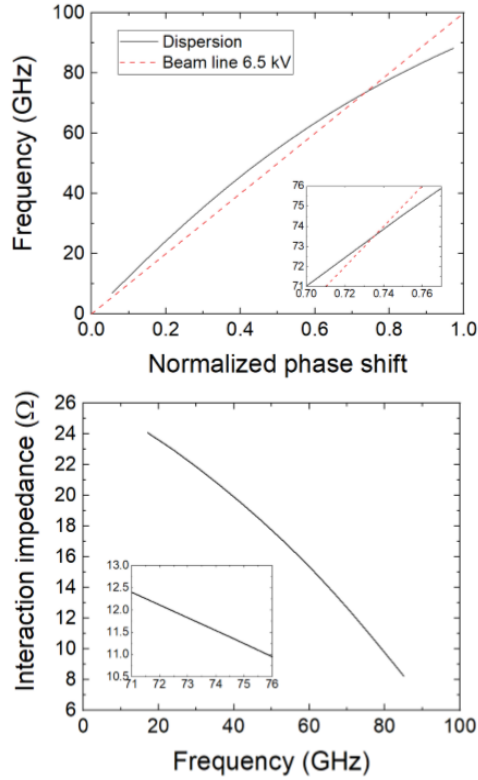 100
80
60
40
20
0
Frequency (GHz)
Dispersion
Beam line 6.5 kV
76
75
74
73
72
71
0.70 0.72 0.74 0.76
0.0 0.2 0.4 0.6 0.8 1.0
Normalized phase shift
26
24
22
20
18
16
14
12
10
8
6
Interaction impedance (Ω)
13.0
12.5
12.0
11.5
11.0
10.5
71 72 73 74 75 76
0 20 40 60 80 100
Frequency (GHz)